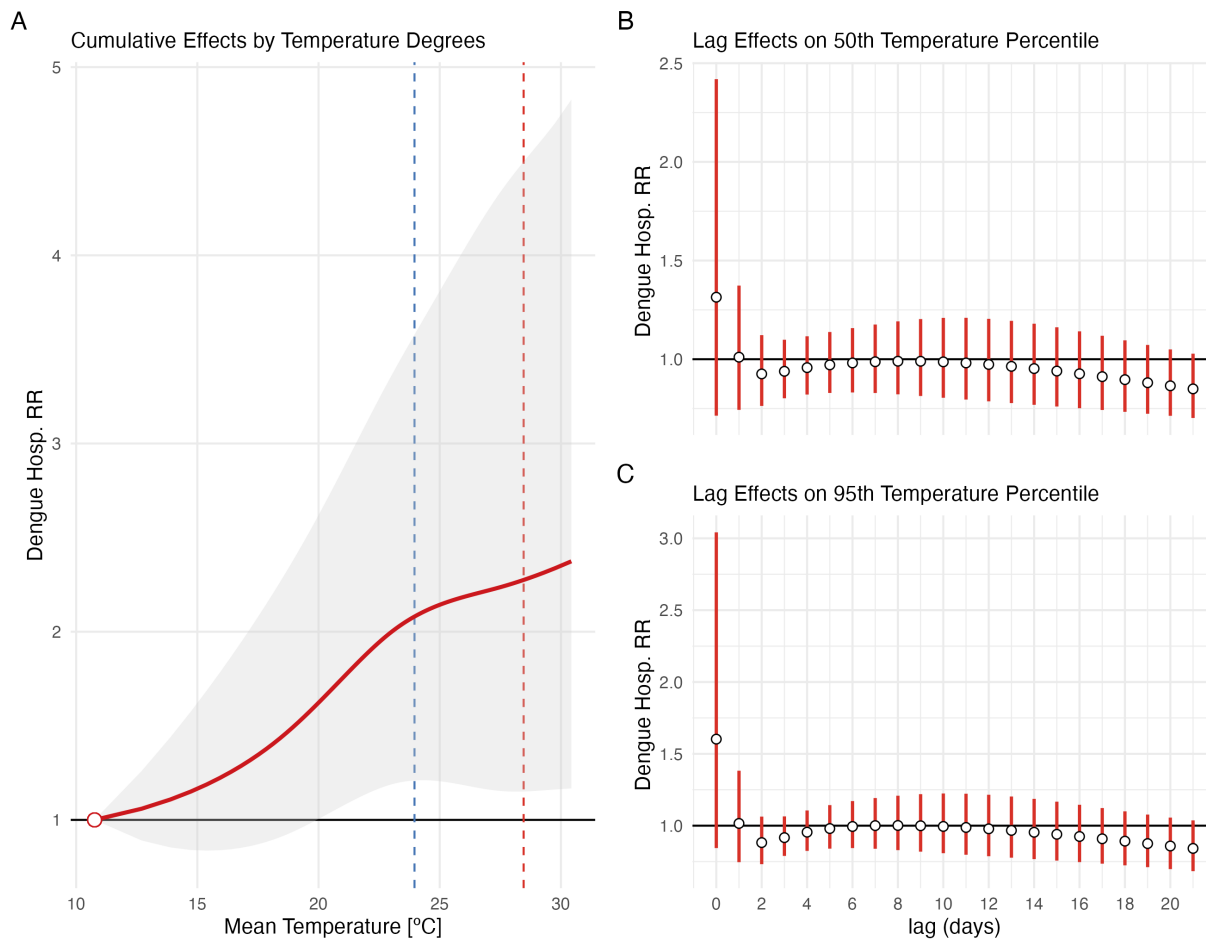 A
Cumulative Effects by Temperature Degrees
5
4
3
2
1
Dengue Hosp. RR
10
15
20
25
30
Mean Temperature [ºC]
B
Lag Effects on 50th Temperature Percentile
2.5
2.0
1.5
1.0
Dengue Hosp. RR
C
Lag Effects on 95th Temperature Percentile
3.0
2.5
2.0
1.5
1.0
Dengue Hosp. RR
0
2
4
6
8
10
12
14
16
18
20
lag (days)